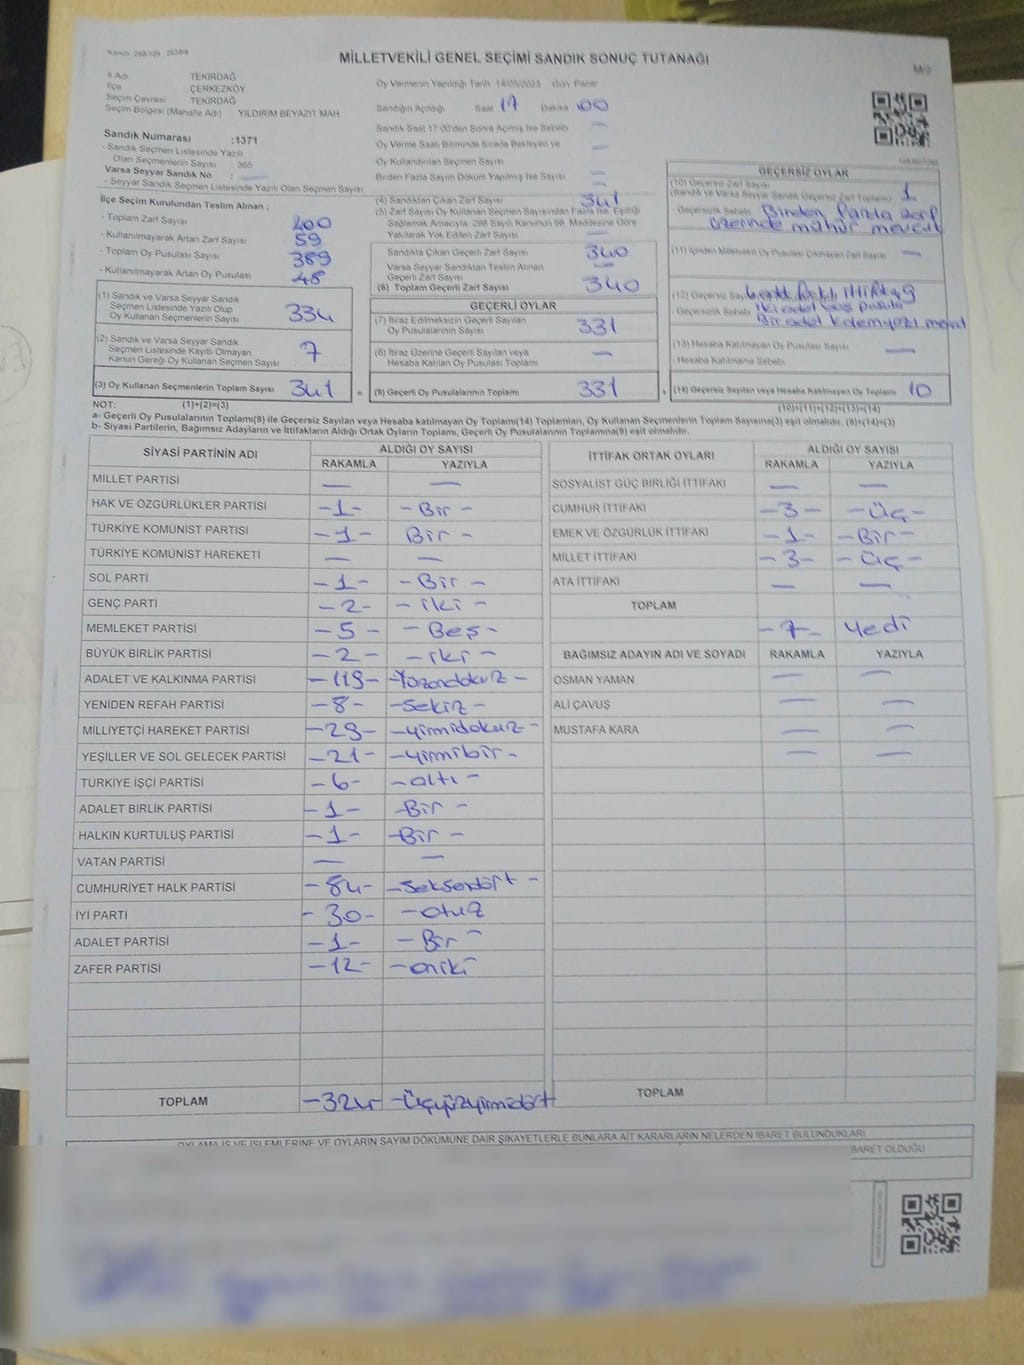 MİLLETVEKİLİ GENEL SEÇİMİ SANDIK SONUÇ TUTANAĞI
İl Adı TEKİRDAĞ
İlçe ÇERKEZKÖY
Seçim Çevresi TEKİRDAĞ
Seçim Bölgesi (Mahalle Adı) YILDIRIM BEYAZIT MAH
Oy Vermenin Yapıldığı Tarih 14/05/2023 Gün Pazar
Sandığın Açıldığı Saat 17 Dakika 00
Sandık Saat 17.00'den Sonra Açılmış İse Sebebi —
Oy Verme Saati Bitiminde Sırada Bekleyen ve
Oy Kullandırılan Seçmen Sayısı —
Birden Fazla Sayım Döküm Yapılmış İse Sayısı —
Sandık Numarası :1371
- Sandık Seçmen Listesinde Yazılı
Olan Seçmenlerin Sayısı : 365
Varsa Seyyar Sandık No : —
- Seyyar Sandık Seçmen Listesinde Yazılı Olan Seçmen Sayısı
İlçe Seçim Kurulundan Teslim Alınan ;
- Toplam Zarf Sayısı 400
- Kullanılmayarak Artan Zarf Sayısı 59
- Toplam Oy Pusulası Sayısı 389
- Kullanılmayarak Artan Oy Pusulası 48
(1) Sandık ve Varsa Seyyar Sandık
Seçmen Listesinde Yazılı Olup
Oy Kullanan Seçmenlerin Sayısı 334
(2) Sandık ve Varsa Seyyar Sandık
Seçmen Listesinde Kayıtlı Olmayan
Kanun Gereği Oy Kullanan Seçmen Sayısı 7
(3) Oy Kullanan Seçmenlerin Toplam Sayısı 341
(4) Sandıktan Çıkan Zarf Sayısı 341
(5) Zarf Sayısı Oy Kullanan Seçmen Sayısından Fazla İse, Eşitliği
Sağlamak Amacıyla, 298 Sayılı Kanunun 98. Maddesine Göre
Yakılarak Yok Edilen Zarf Sayısı —
Sandıkta Çıkan Geçerli Zarf Sayısı 340
Varsa Seyyar Sandıktan Teslim Alınan
Geçerli Zarf Sayısı —
(6) Toplam Geçerli Zarf Sayısı 340
GEÇERLİ OYLAR
(7) İtiraz Edilmeksizin Geçerli Sayılan
Oy Pusulalarının Sayısı 331
(8) İtiraz Üzerine Geçerli Sayılan veya
Hesaba Katılan Oy Pusulası Toplamı —
(9) Geçerli Oy Pusulalarının Toplamı 331
GEÇERSİZ OYLAR
(10) Geçersiz Zarf Sayısı
(Sandık ve Varsa Seyyar Sandık Geçersiz Zarf Toplamı) 1
- Geçersizlik Sebebi Birden fazla zarf
üzerinde mühür mevcut
(11) İçinden Milletvekili Oy Pusulası Çıkmayan Zarf Sayısı —
- Geçersizlik Sebebi İki adet boş pusula
Bir adet kalem yazı mevcut
(13) Hesaba Katılmayan Oy Pusulası Sayısı —
Hesaba Katılmama Sebebi
(14) Geçersiz Sayılan veya Hesaba Katılmayan Oy Toplamı 10
NOT: (1)+(2)=(3)
(10)+(11)+(12)+(13)=(14)
a- Geçerli Oy Pusulalarının Toplamı(9) ile Geçersiz Sayılan veya Hesaba katılmayan Oy Toplamı(14) Toplamları, Oy Kullanan Seçmenlerin Toplam Sayısına(3) eşit olmalıdır. (9)+(14)=(3)
b- Siyasi Partilerin, Bağımsız Adayların ve İttifakların Aldığı Ortak Oyların Toplamı, Geçerli Oy Pusulalarının Toplamına(9) eşit olmalıdır.
SİYASİ PARTİNİN ADI ALDIĞI OY SAYISI
RAKAMLA YAZIYLA
MİLLET PARTİSİ — —
HAK VE ÖZGÜRLÜKLER PARTİSİ -1- -Bir-
TÜRKİYE KOMÜNİST PARTİSİ -1- Bir-
TÜRKİYE KOMÜNİST HAREKETİ — —
SOL PARTİ -1- -Bir-
GENÇ PARTİ -2- -iki-
MEMLEKET PARTİSİ -5- -Beş-
BÜYÜK BİRLİK PARTİSİ -2- -iki-
ADALET VE KALKINMA PARTİSİ -119- -Yüzondokuz-
YENİDEN REFAH PARTİSİ -8- -Sekiz-
MİLLİYETÇİ HAREKET PARTİSİ -29- -yirmidokuz-
YEŞİLLER VE SOL GELECEK PARTİSİ -21- -yirmibir-
TÜRKİYE İŞÇİ PARTİSİ -6- -altı-
ADALET BİRLİK PARTİSİ -1- -Bir-
HALKIN KURTULUŞ PARTİSİ -1- -Bir-
VATAN PARTİSİ — —
CUMHURİYET HALK PARTİSİ -84- -Seksendört-
İYİ PARTİ -30- -otuz
ADALET PARTİSİ -1- -Bir-
ZAFER PARTİSİ -12- -oniki
TOPLAM -324 -Üçyüzyirmidört
İTTİFAK ORTAK OYLARI ALDIĞI OY SAYISI
RAKAMLA YAZIYLA
SOSYALİST GÜÇ BİRLİĞİ İTTİFAKI — —
CUMHUR İTTİFAKI -3- -Üç-
EMEK VE ÖZGÜRLÜK İTTİFAKI -1- -Bir-
MİLLET İTTİFAKI -3- -Üç-
ATA İTTİFAKI — —
TOPLAM
-7- Yedi
BAĞIMSIZ ADAYIN ADI VE SOYADI RAKAMLA YAZIYLA
OSMAN YAMAN — —
ALİ ÇAVUŞ — —
MUSTAFA KARA — —
— —
TOPLAM
OYLAMA İŞ VE İŞLEMLERİNE VE OYLARIN SAYIM DÖKÜMÜNE DAİR ŞİKAYETLERLE BUNLARA AİT KARARLARIN NELERDEN İBARET BULUNDUKLARI
BARET OLDUĞU